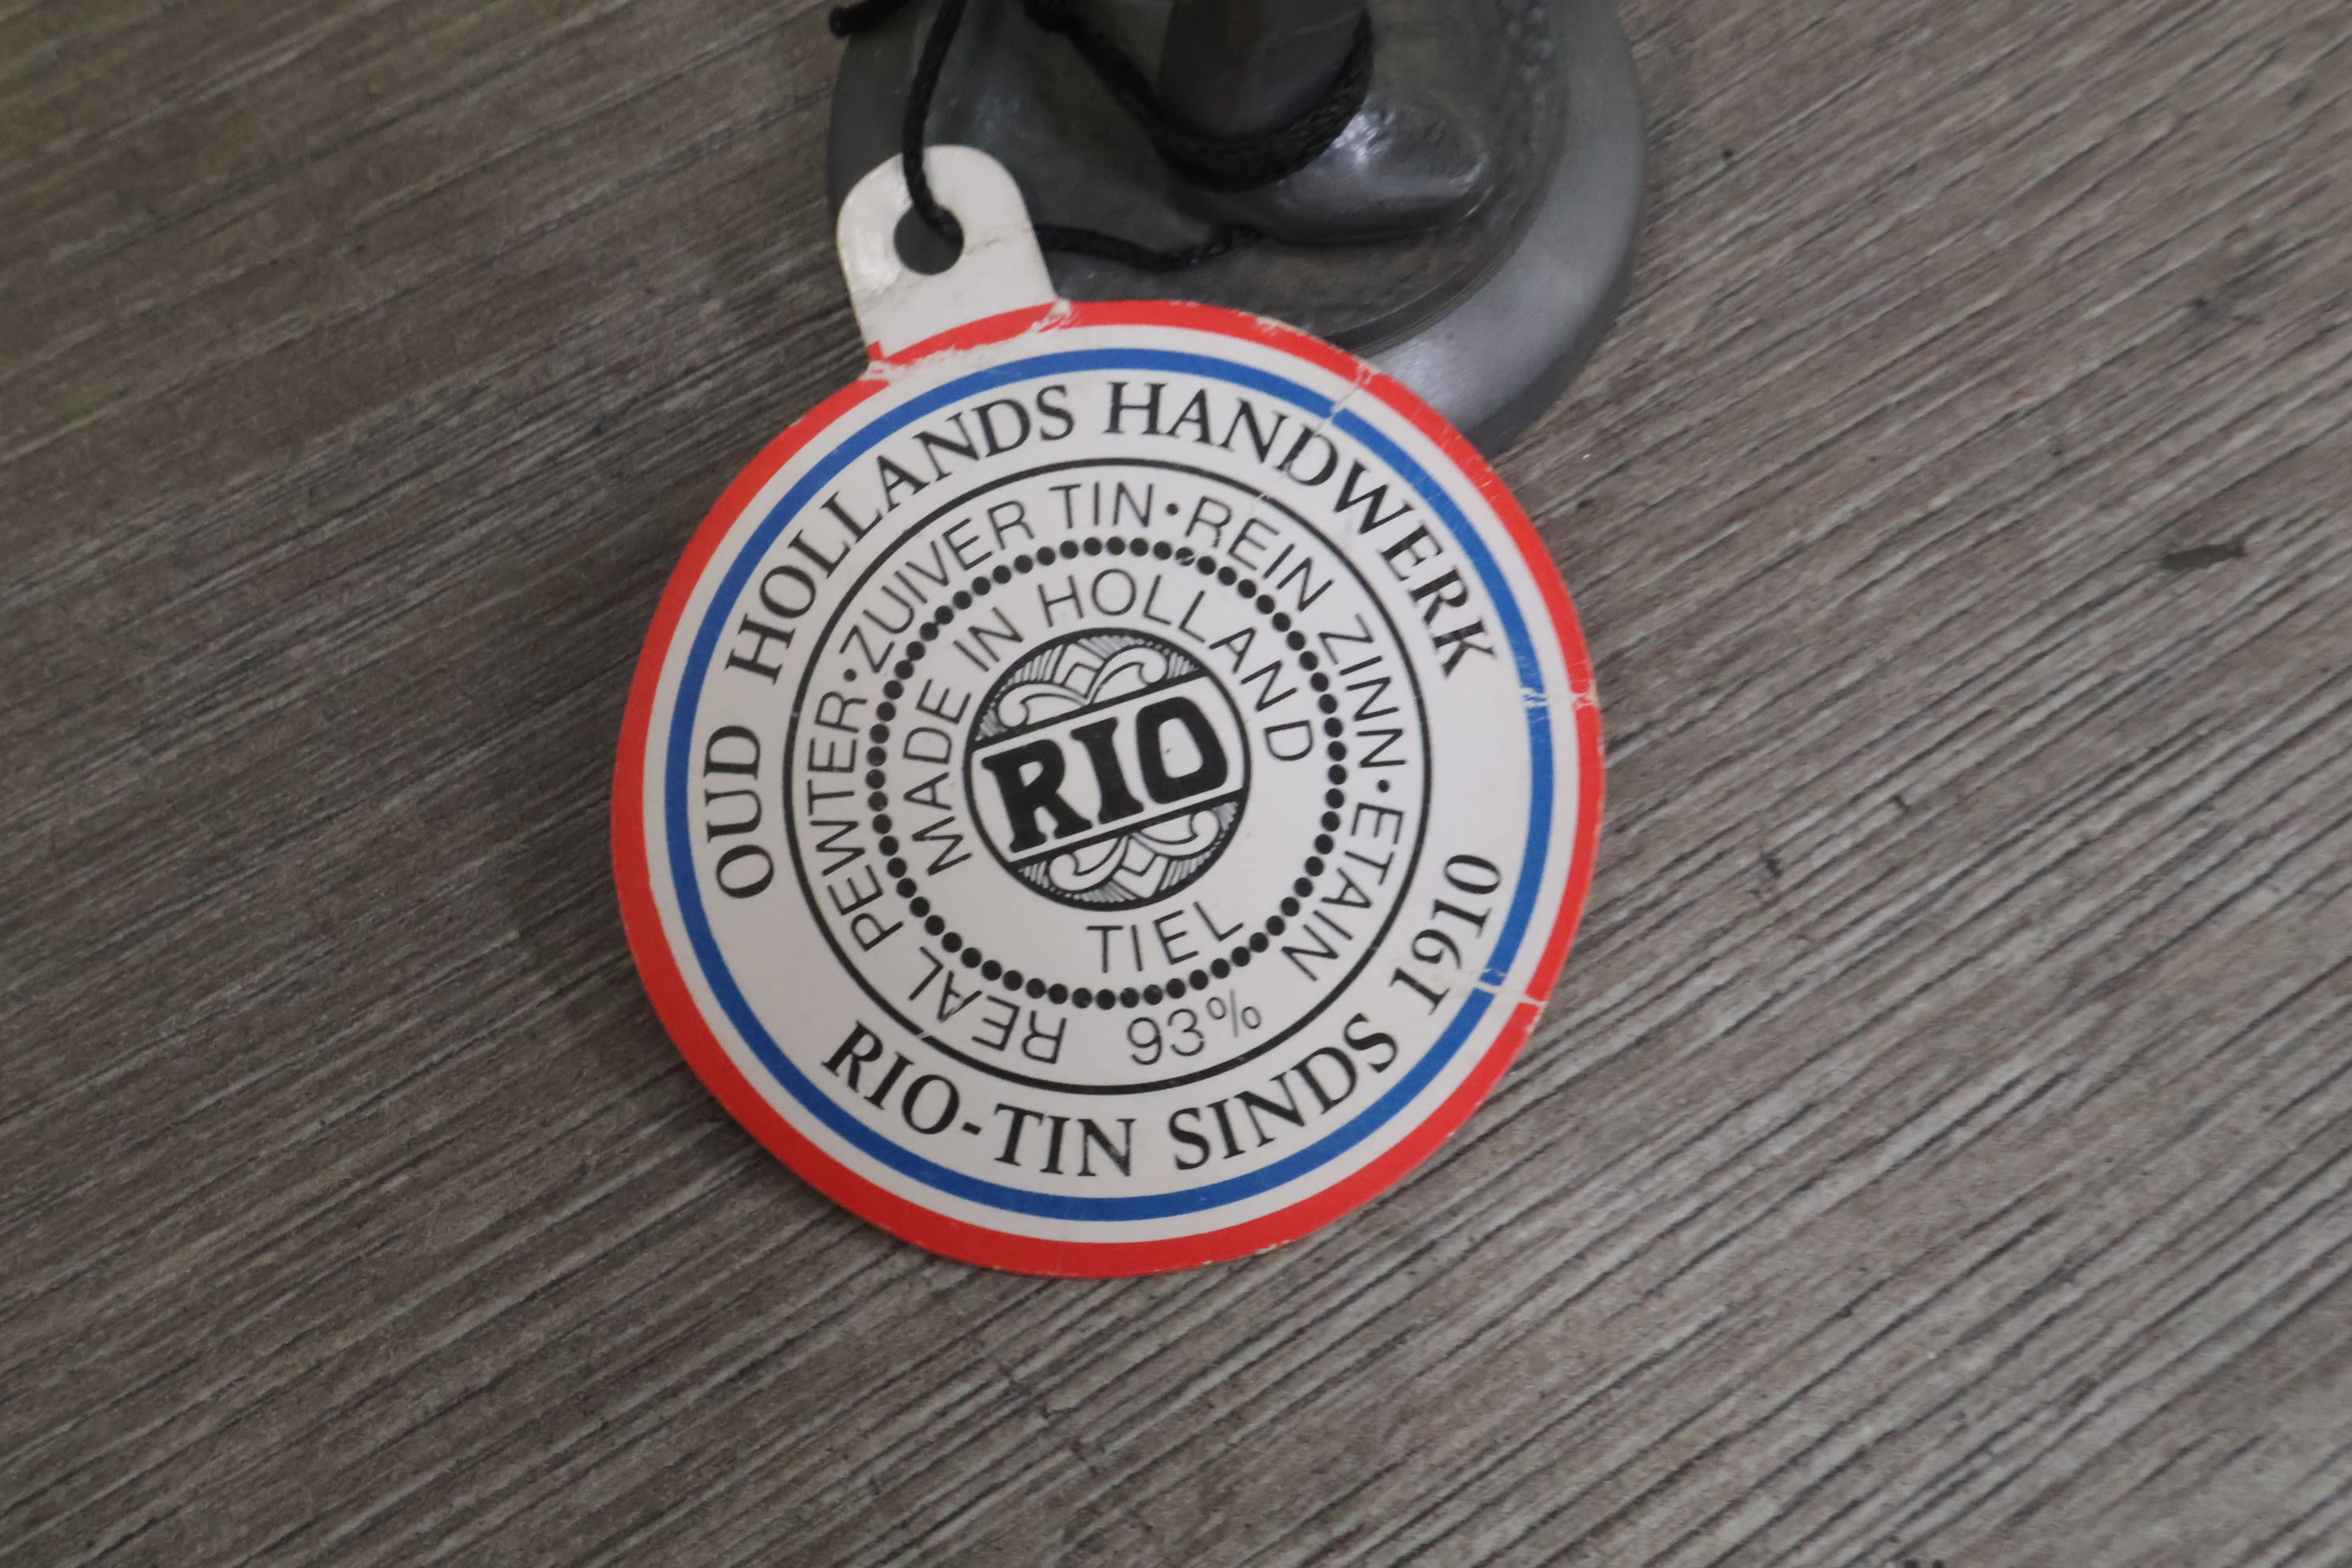 OUD HOLLANDS HANDWERK
RIO-TIN SINDS 1910
REAL PEWTER·ZUIVER TIN·REIN ZINN·ETAIN
93%
MADE IN HOLLAND
RIO
TIEL